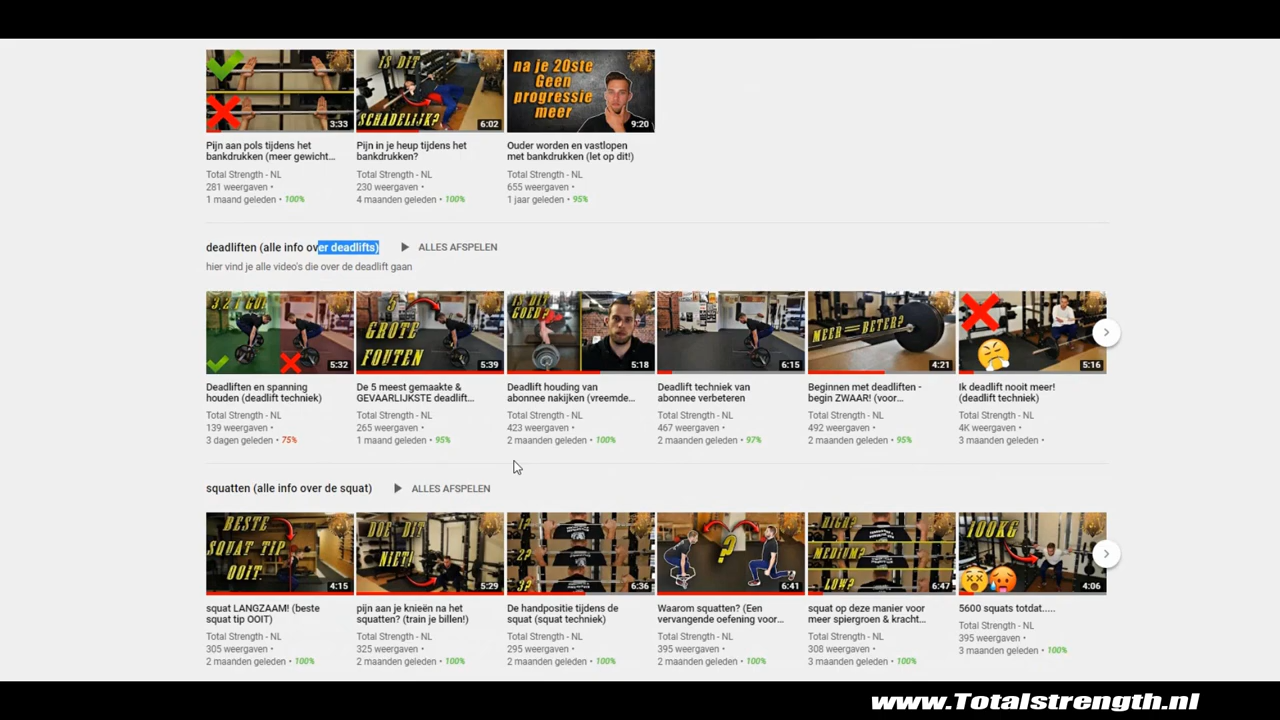 3:33
IS DIT
SCHADELIJK?
6:02
na je 20ste
Geen
progressie
meer
9:20
Pijn aan pols tijdens het
bankdrukken (meer gewicht...
Total Strength - NL
281 weergaven •
1 maand geleden • 100%
Pijn in je heup tijdens het
bankdrukken?
Total Strength - NL
230 weergaven •
4 maanden geleden • 100%
Ouder worden en vastlopen
met bankdrukken (let op dit!)
Total Strength - NL
655 weergaven •
1 jaar geleden • 95%
deadliften (alle info over deadlifts)
ALLES AFSPELEN
hier vind je alle video's die over de deadlift gaan
3,2,1 GO!
5:32
5
GROTE
FOUTEN
5:39
IS DIT
GOED?
5:18
6:15
MEER=BETER?
4:21
5:16
Deadliften en spanning
houden (deadlift techniek)
Total Strength - NL
139 weergaven •
3 dagen geleden • 75%
De 5 meest gemaakte &
GEVAARLIJKSTE deadlift...
Total Strength - NL
265 weergaven •
1 maand geleden • 95%
Deadlift houding van
abonnee nakijken (vreemde...
Total Strength - NL
423 weergaven •
2 maanden geleden • 100%
Deadlift techniek van
abonnee verbeteren
Total Strength - NL
467 weergaven •
2 maanden geleden • 97%
Beginnen met deadliften -
begin ZWAAR! (voor...
Total Strength - NL
492 weergaven •
2 maanden geleden • 95%
Ik deadlift nooit meer!
(deadlift techniek)
Total Strength - NL
4K weergaven •
3 maanden geleden •
squatten (alle info over de squat)
ALLES AFSPELEN
BESTE
SQUAT TIP
OOIT.
4:15
DOE DIT
NIET!
5:29
1?
2?
3?
6:36
?
6:41
HIGH?
MEDIUM?
LOW?
6:47
100KG
4:06
squat LANGZAAM! (beste
squat tip OOIT)
Total Strength - NL
305 weergaven •
2 maanden geleden • 100%
pijn aan je knieën na het
squatten? (train je billen!)
Total Strength - NL
325 weergaven •
2 maanden geleden • 100%
De handpositie tijdens de
squat (squat techniek)
Total Strength - NL
295 weergaven •
2 maanden geleden • 100%
Waarom squatten? (Een
vervangende oefening voor...
Total Strength - NL
395 weergaven •
2 maanden geleden • 100%
squat op deze manier voor
meer spiergroen & kracht...
Total Strength - NL
308 weergaven •
3 maanden geleden • 100%
5600 squats totdat.....
Total Strength - NL
395 weergaven •
3 maanden geleden • 100%
www.Totalstrength.nl